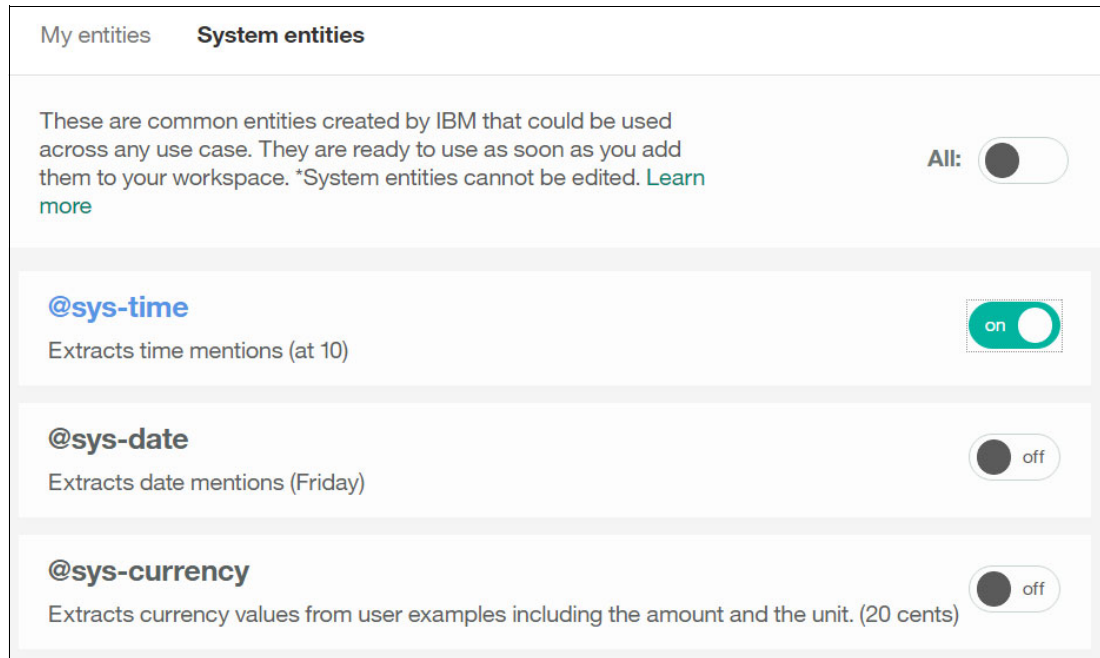 My entities System entities
These are common entities created by IBM that could be used
across any use case. They are ready to use as soon as you add
them to your workspace. *System entities cannot be edited. Learn
more
All:
@sys-time
on
Extracts time mentions (at 10)
@sys-date
off
Extracts date mentions (Friday)
@sys-currency
off
Extracts currency values from user examples including the amount and the unit. (20 cents)